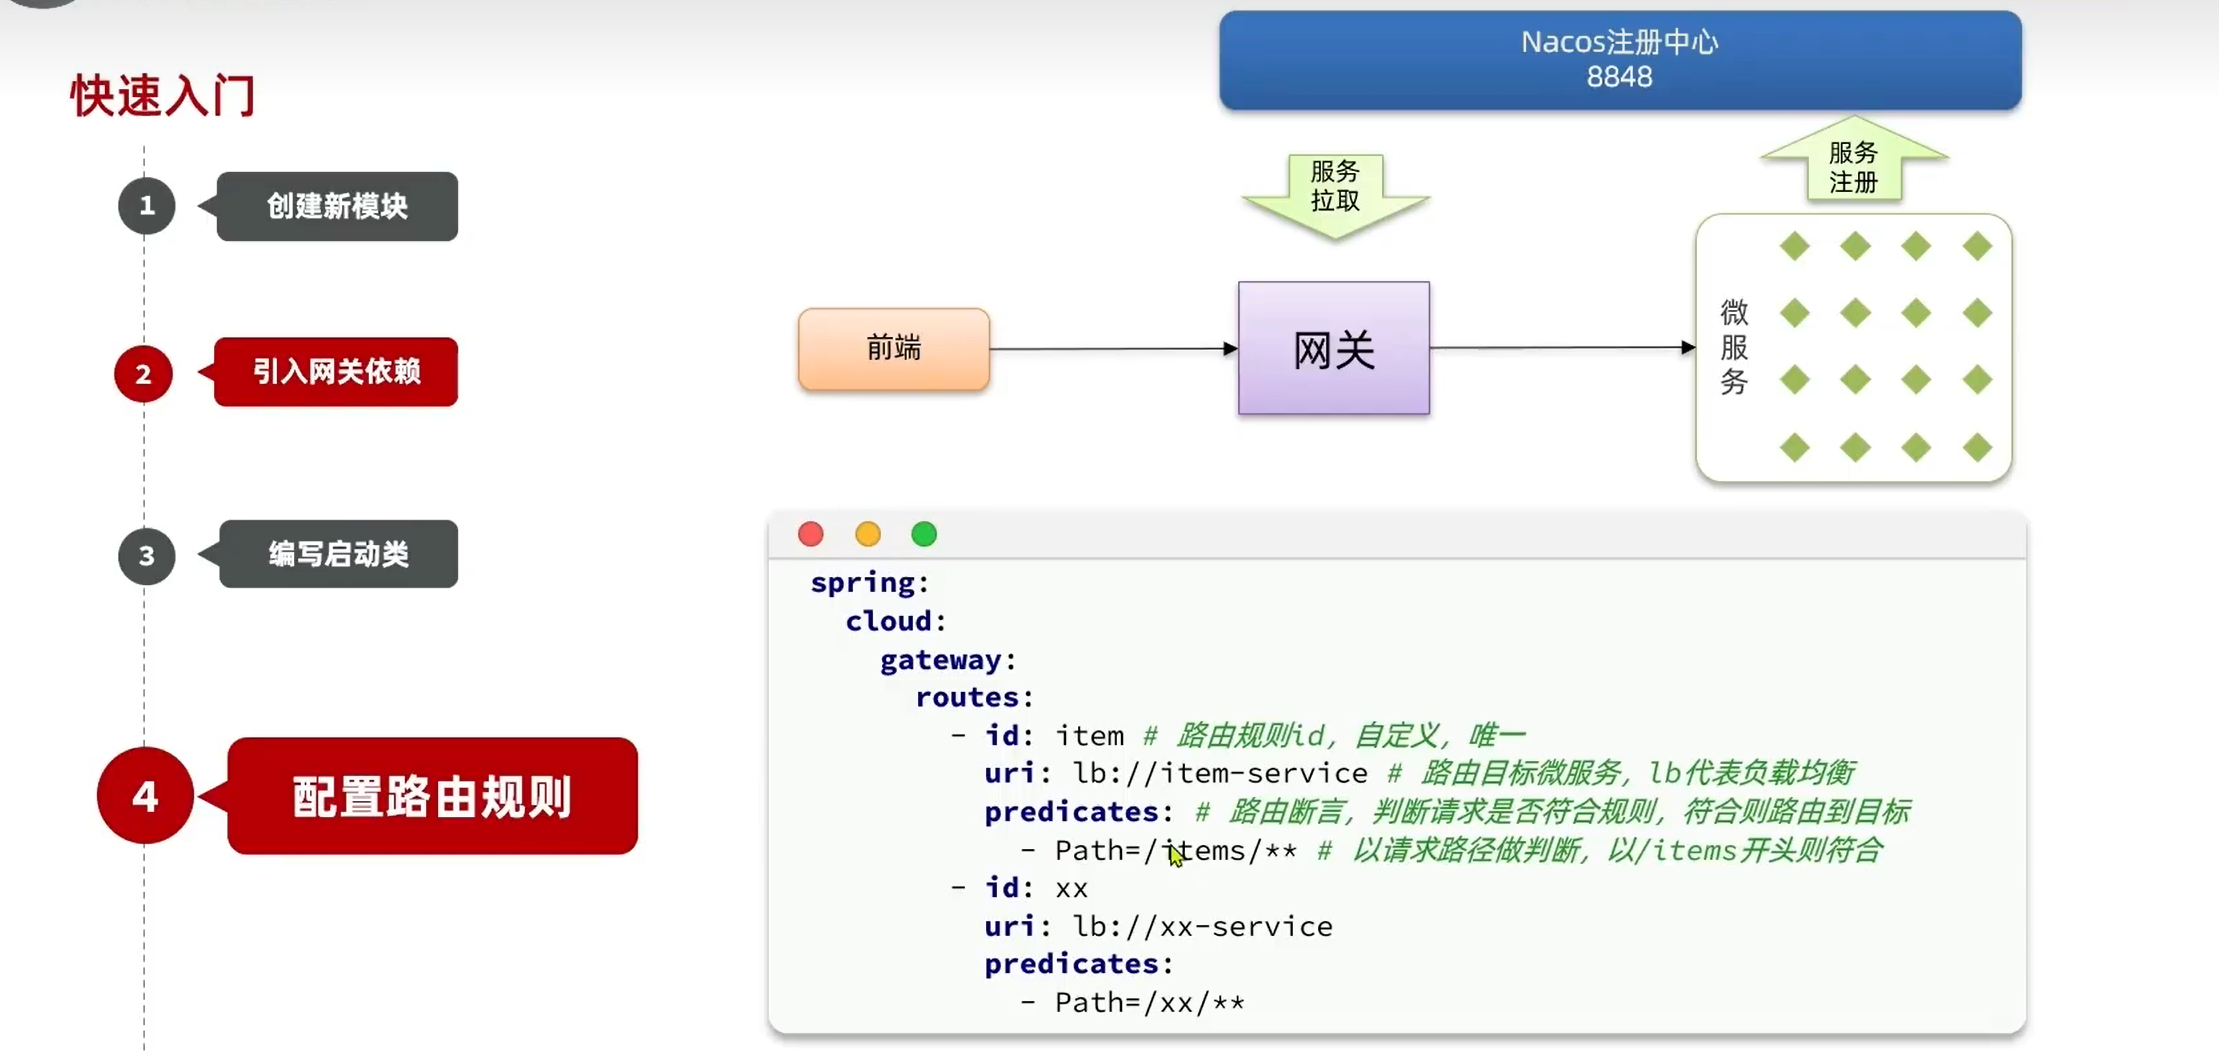 快速入门
1
创建新模块
2
引入网关依赖
3
编写启动类
4
配置路由规则
Nacos注册中心
8848
服务
拉取
服务
注册
前端
网关
微
服
务
spring:
cloud:
gateway:
routes:
- id: item # 路由规则id，自定义，唯一
uri: lb://item-service # 路由目标微服务，lb代表负载均衡
predicates: # 路由断言，判断请求是否符合规则，符合则路由到目标
- Path=/items/** # 以请求路径做判断，以/items开头则符合
- id: xx
uri: lb://xx-service
predicates:
- Path=/xx/**